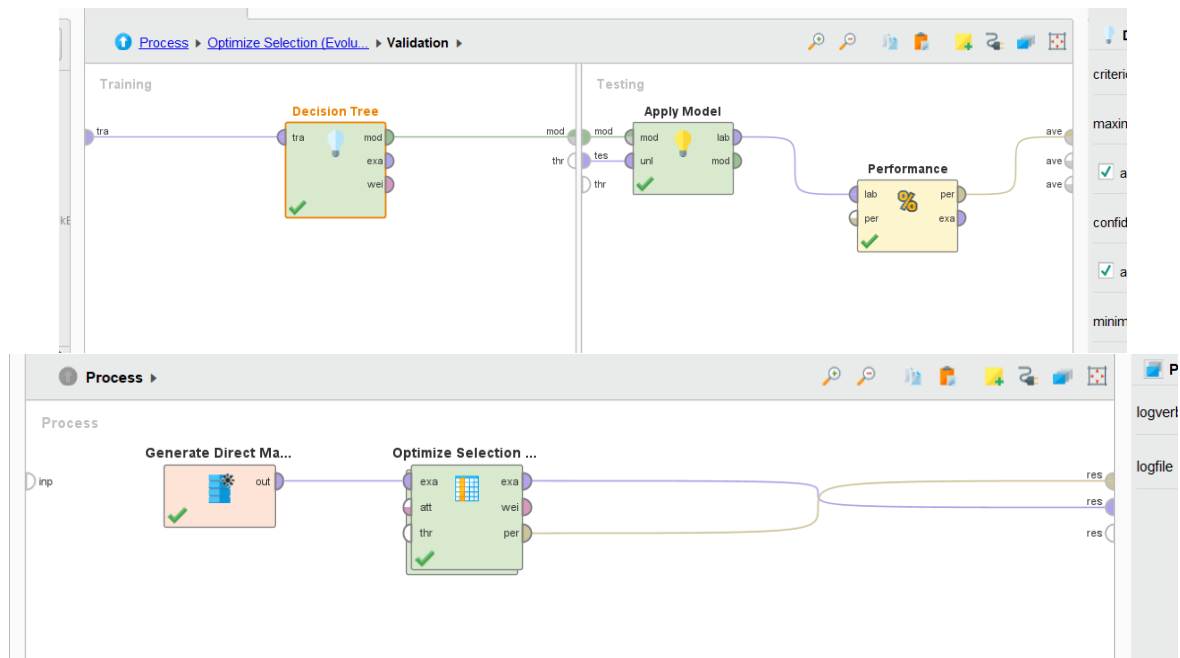 Process ▸ Optimize Selection (Evolu... ▸ Validation ▸
Training
Testing
Decision Tree
Apply Model
Performance
tra
tra
mod
exa
wei
mod
thr
mod
tes
thr
mod
unl
lab
mod
lab
per
per
exa
ave
ave
ave
criteri
maxin
a
confid
a
minim
kE
Process ▸
Process
Generate Direct Ma...
Optimize Selection ...
inp
out
exa
att
thr
exa
wei
per
res
res
res
P
logverb
logfile